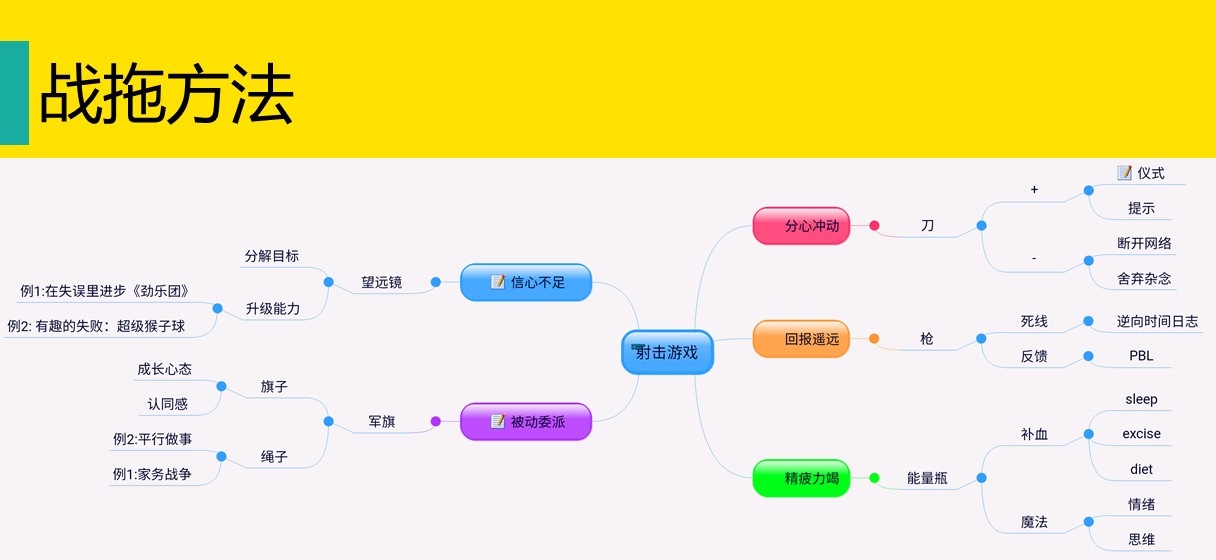 战拖方法
射击游戏
分心冲动
刀
+
📝 仪式
提示
-
断开网络
舍弃杂念
回报遥远
枪
死线
逆向时间日志
反馈
PBL
精疲力竭
能量瓶
补血
sleep
excise
diet
魔法
情绪
思维
📝 信心不足
望远镜
分解目标
升级能力
例1:在失误里进步《劲乐团》
例2: 有趣的失败：超级猴子球
📝 被动委派
军旗
旗子
成长心态
认同感
绳子
例2:平行做事
例1:家务战争